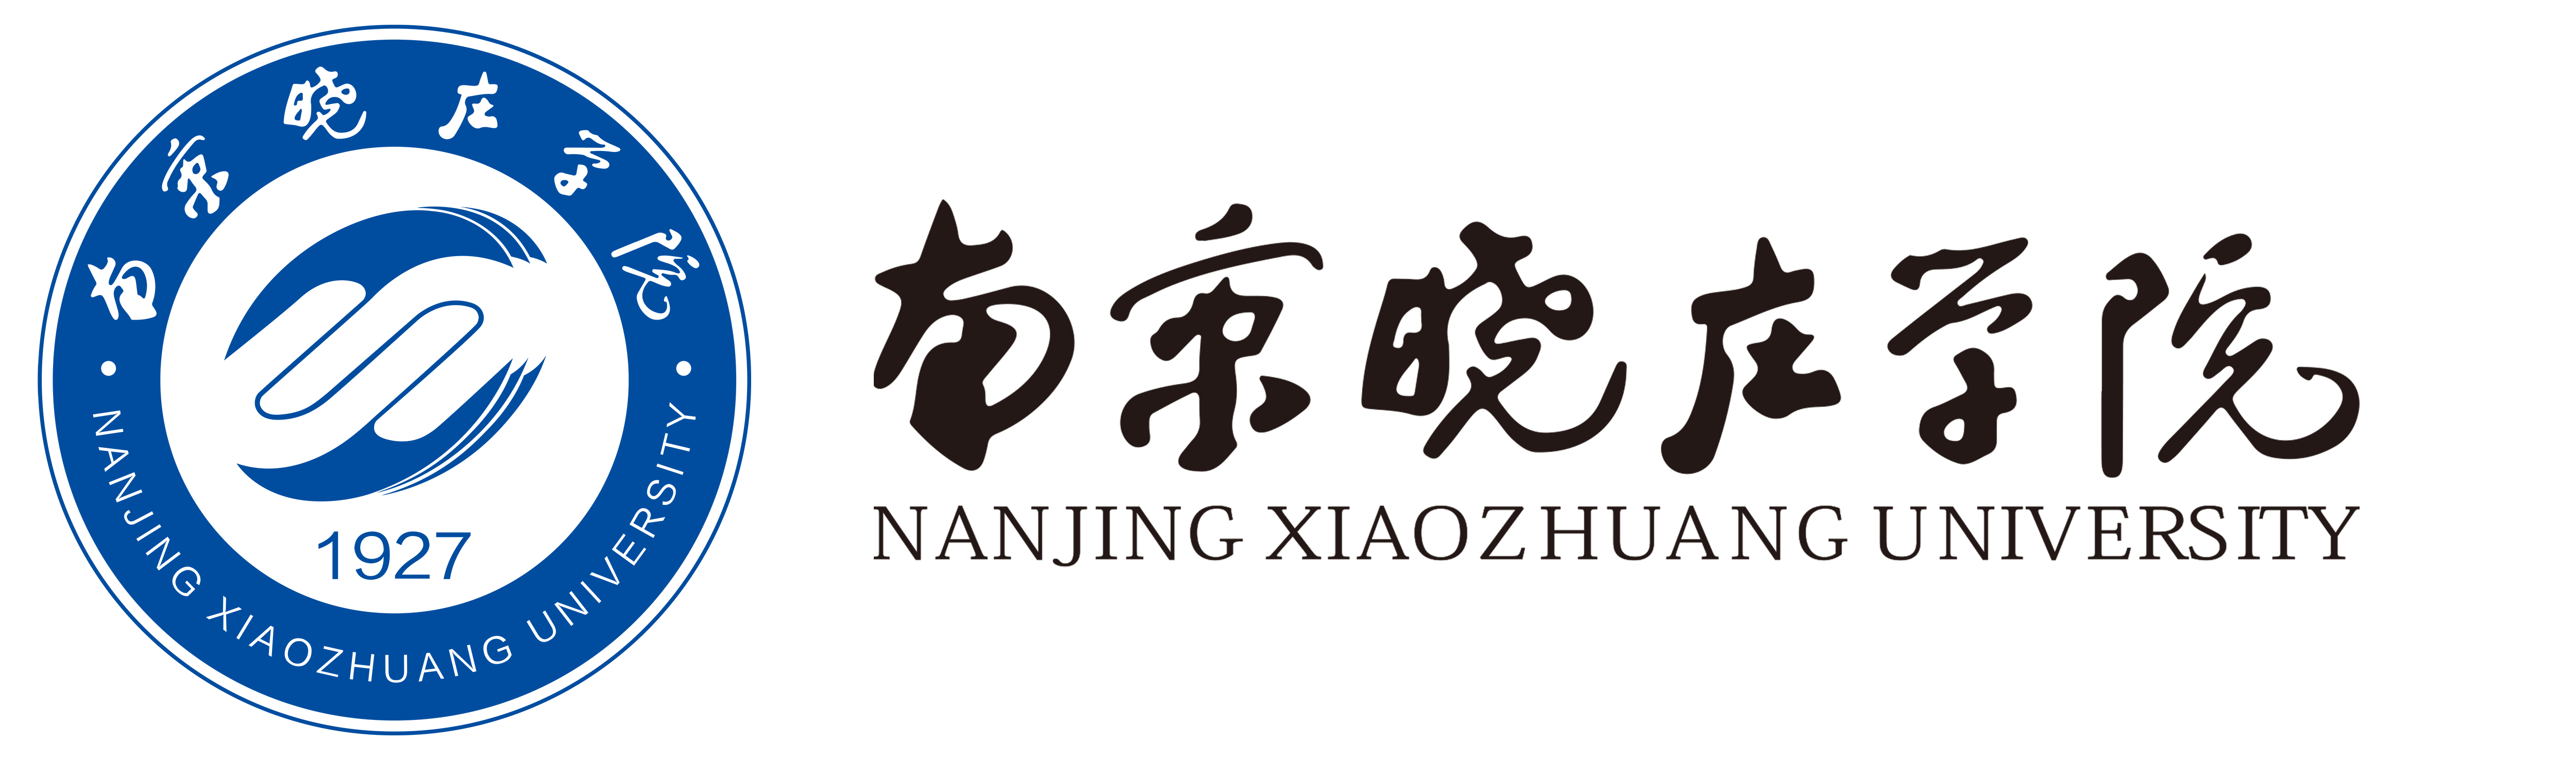 南京晓庄学院
1927
NANJING XIAOZHUANG UNIVERSITY
南京晓庄学院
NANJING XIAOZHUANG UNIVERSITY